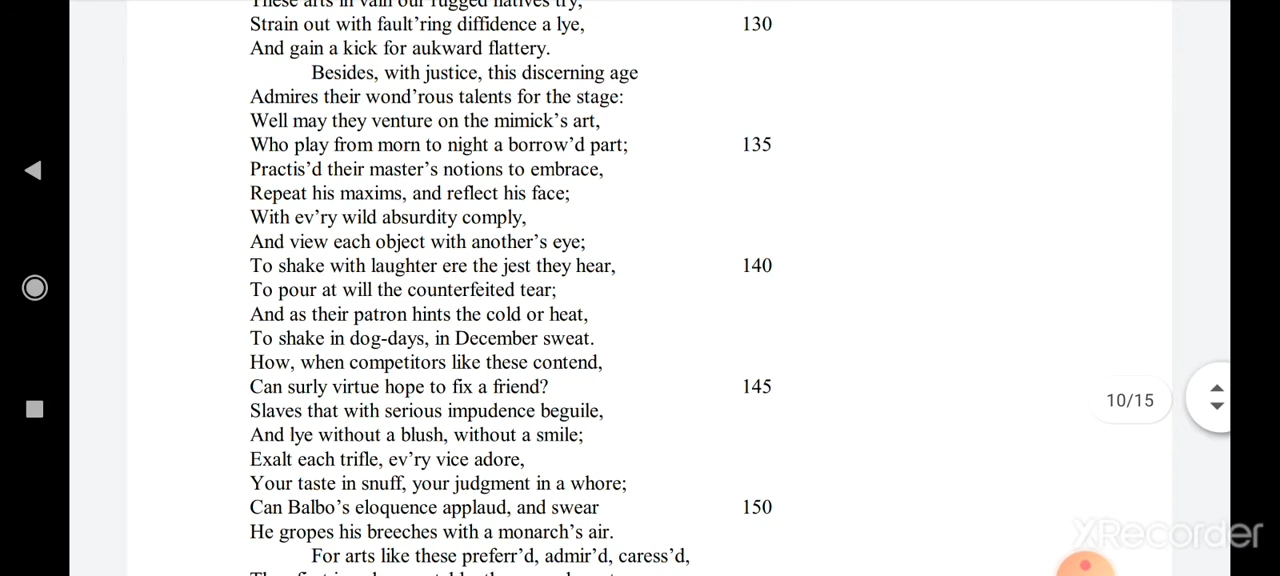 These arts in vain our rugged natives try,
Strain out with fault'ring diffidence a lye, 130
And gain a kick for aukward flattery.
Besides, with justice, this discerning age
Admires their wond'rous talents for the stage:
Well may they venture on the mimick's art,
Who play from morn to night a borrow'd part; 135
Practis'd their master's notions to embrace,
Repeat his maxims, and reflect his face;
With ev'ry wild absurdity comply,
And view each object with another's eye;
To shake with laughter ere the jest they hear, 140
To pour at will the counterfeited tear;
And as their patron hints the cold or heat,
To shake in dog-days, in December sweat.
How, when competitors like these contend,
Can surly virtue hope to fix a friend? 145
Slaves that with serious impudence beguile,
And lye without a blush, without a smile;
Exalt each trifle, ev'ry vice adore,
Your taste in snuff, your judgment in a whore;
Can Balbo's eloquence applaud, and swear 150
He gropes his breeches with a monarch's air.
For arts like these preferr'd, admir'd, caress'd,
10/15
XRecorder